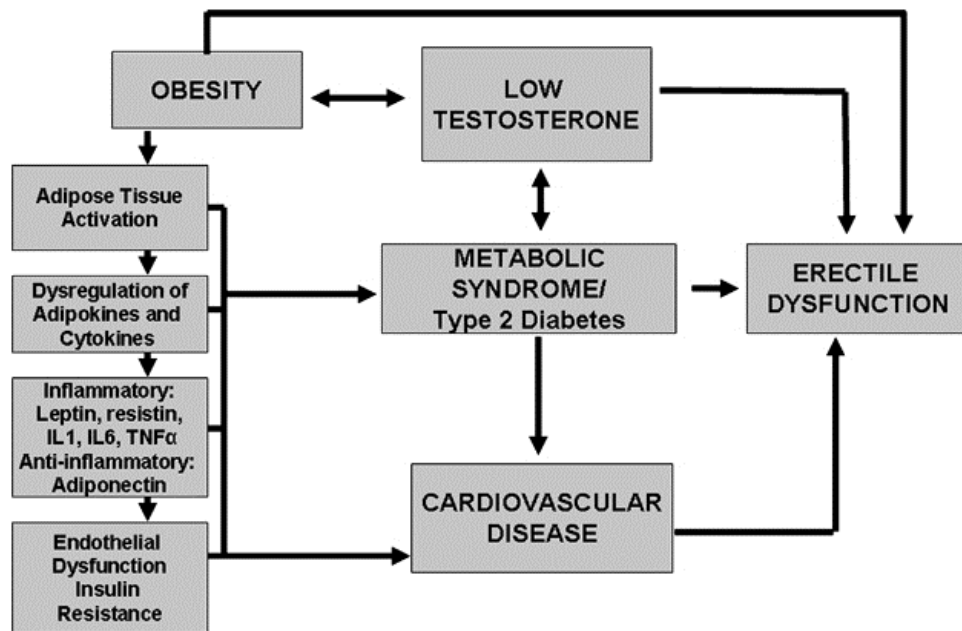 OBESITY
LOW
TESTOSTERONE
Adipose Tissue
Activation
Dysregulation of
Adipokines and
Cytokines
Inflammatory:
Leptin, resistin,
IL1, IL6, TNFα
Anti-inflammatory:
Adiponectin
Endothelial
Dysfunction
Insulin
Resistance
METABOLIC
SYNDROME/
Type 2 Diabetes
CARDIOVASCULAR
DISEASE
ERECTILE
DYSFUNCTION